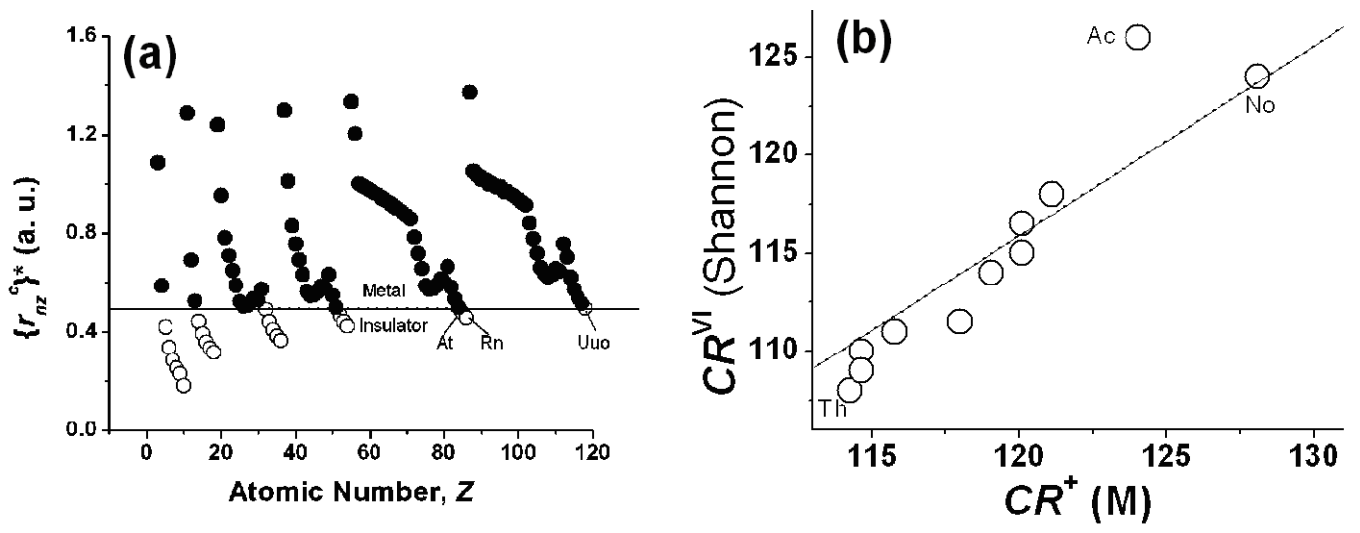 (a)
1.6
1.2
0.8
0.4
0.0
{r_nz^c}* (a. u.)
Metal
Insulator
At
Rn
Uuo
0 20 40 60 80 100 120
Atomic Number, Z
(b)
125
120
115
110
CR^VI (Shannon)
Ac
No
Th
115 120 125 130
CR^+ (M)